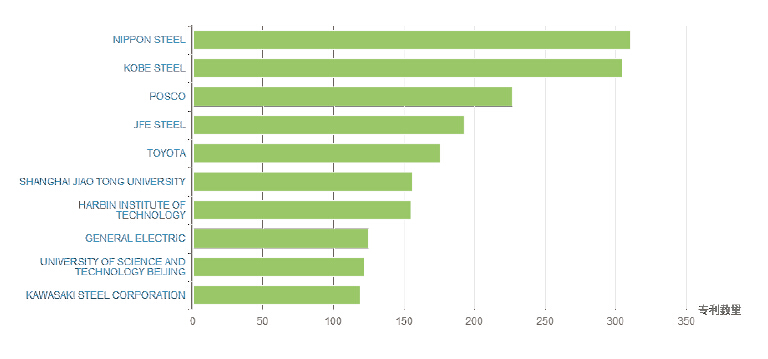 NIPPON STEEL
KOBE STEEL
POSCO
JFE STEEL
TOYOTA
SHANGHAI JIAO TONG UNIVERSITY
HARBIN INSTITUTE OF
TECHNOLOGY
GENERAL ELECTRIC
UNIVERSITY OF SCIENCE AND
TECHNOLOGY BEIJING
KAWASAKI STEEL CORPORATION
0 50 100 150 200 250 300 350 专利数量